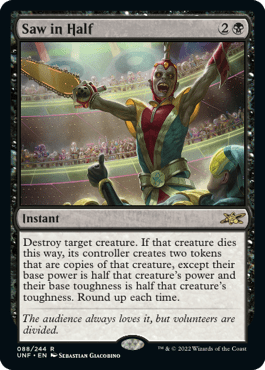 Saw in Half 2
Instant
Destroy target creature. If that creature dies
this way, its controller creates two tokens
that are copies of that creature, except their
base power is half that creature's power and
their base toughness is half that creature's
toughness. Round up each time.
The audience always loves it, but volunteers are
divided.
088/244 R
UNF • EN Sebastian Giacobino ™ & © 2022 Wizards of the Coast